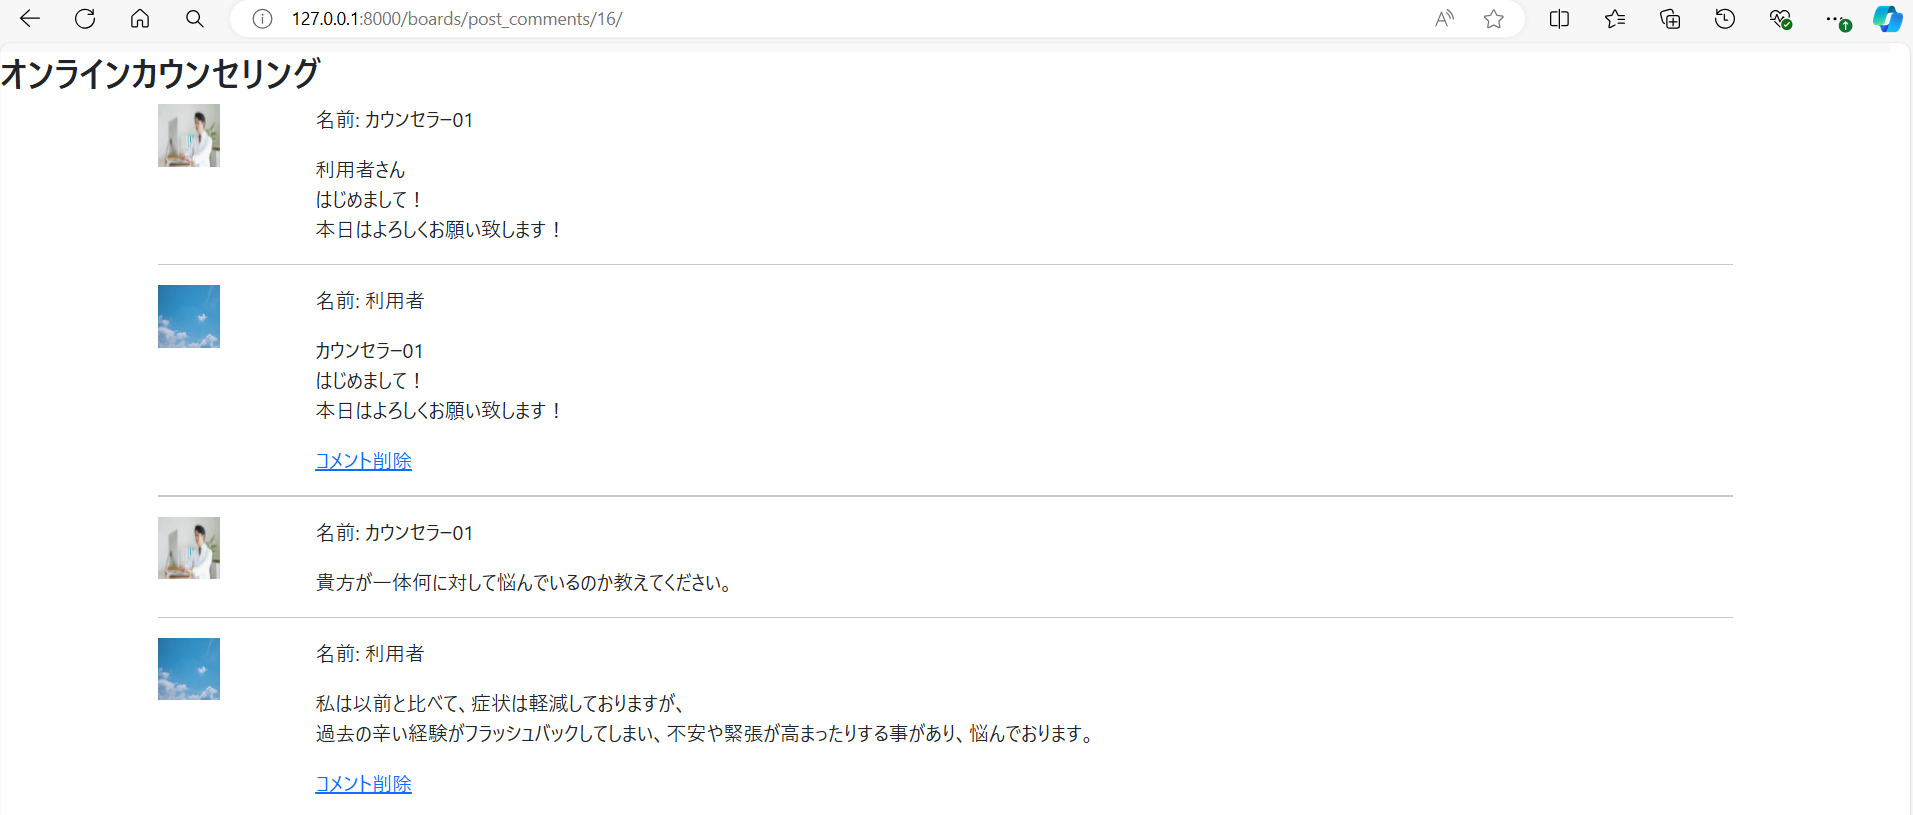 127.0.0.1:8000/boards/post_comments/16/
オンラインカウンセリング
名前: カウンセラー01
利用者さん
はじめまして！
本日はよろしくお願い致します！
名前: 利用者
カウンセラー01
はじめまして！
本日はよろしくお願い致します！
コメント削除
名前: カウンセラー01
貴方が一体何に対して悩んでいるのか教えてください。
名前: 利用者
私は以前と比べて、症状は軽減しておりますが、
過去の辛い経験がフラッシュバックしてしまい、不安や緊張が高まったりする事があり、悩んでおります。
コメント削除